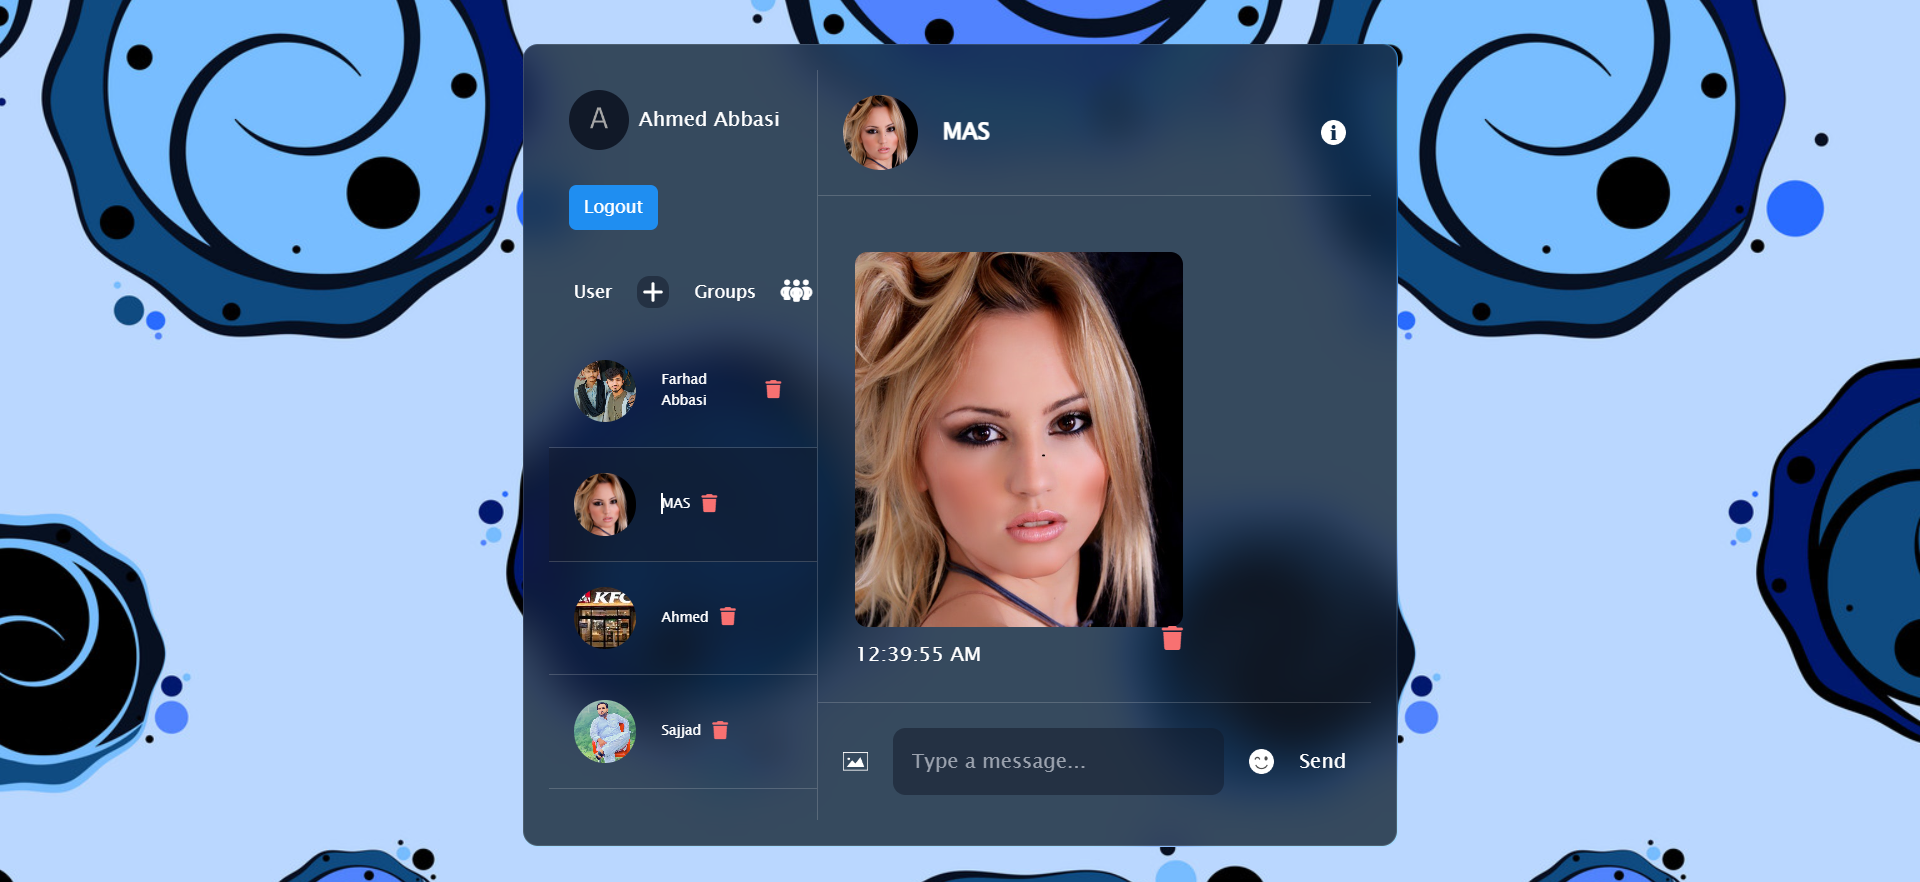 A
Ahmed Abbasi
MAS
Logout
User
Groups
Farhad
Abbasi
MAS
KFC
Ahmed
Sajjad
12:39:55 AM
Type a message...
Send